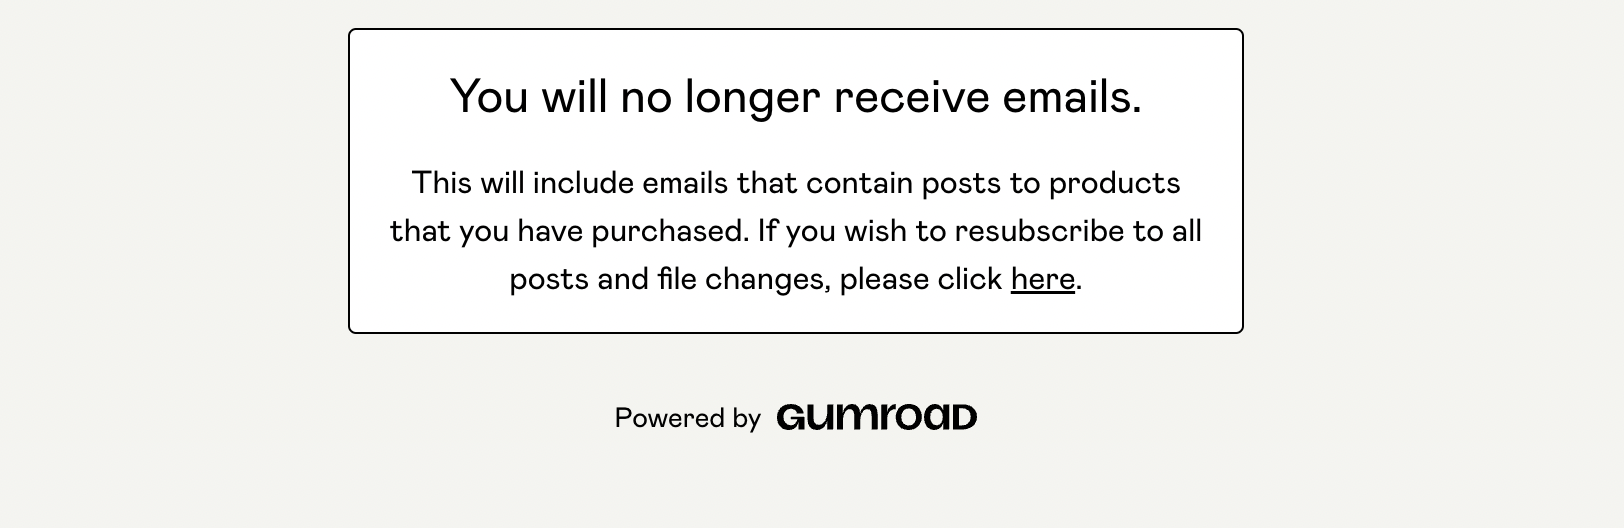 You will no longer receive emails.
This will include emails that contain posts to products
that you have purchased. If you wish to resubscribe to all
posts and file changes, please click here.
Powered by GUMROAD